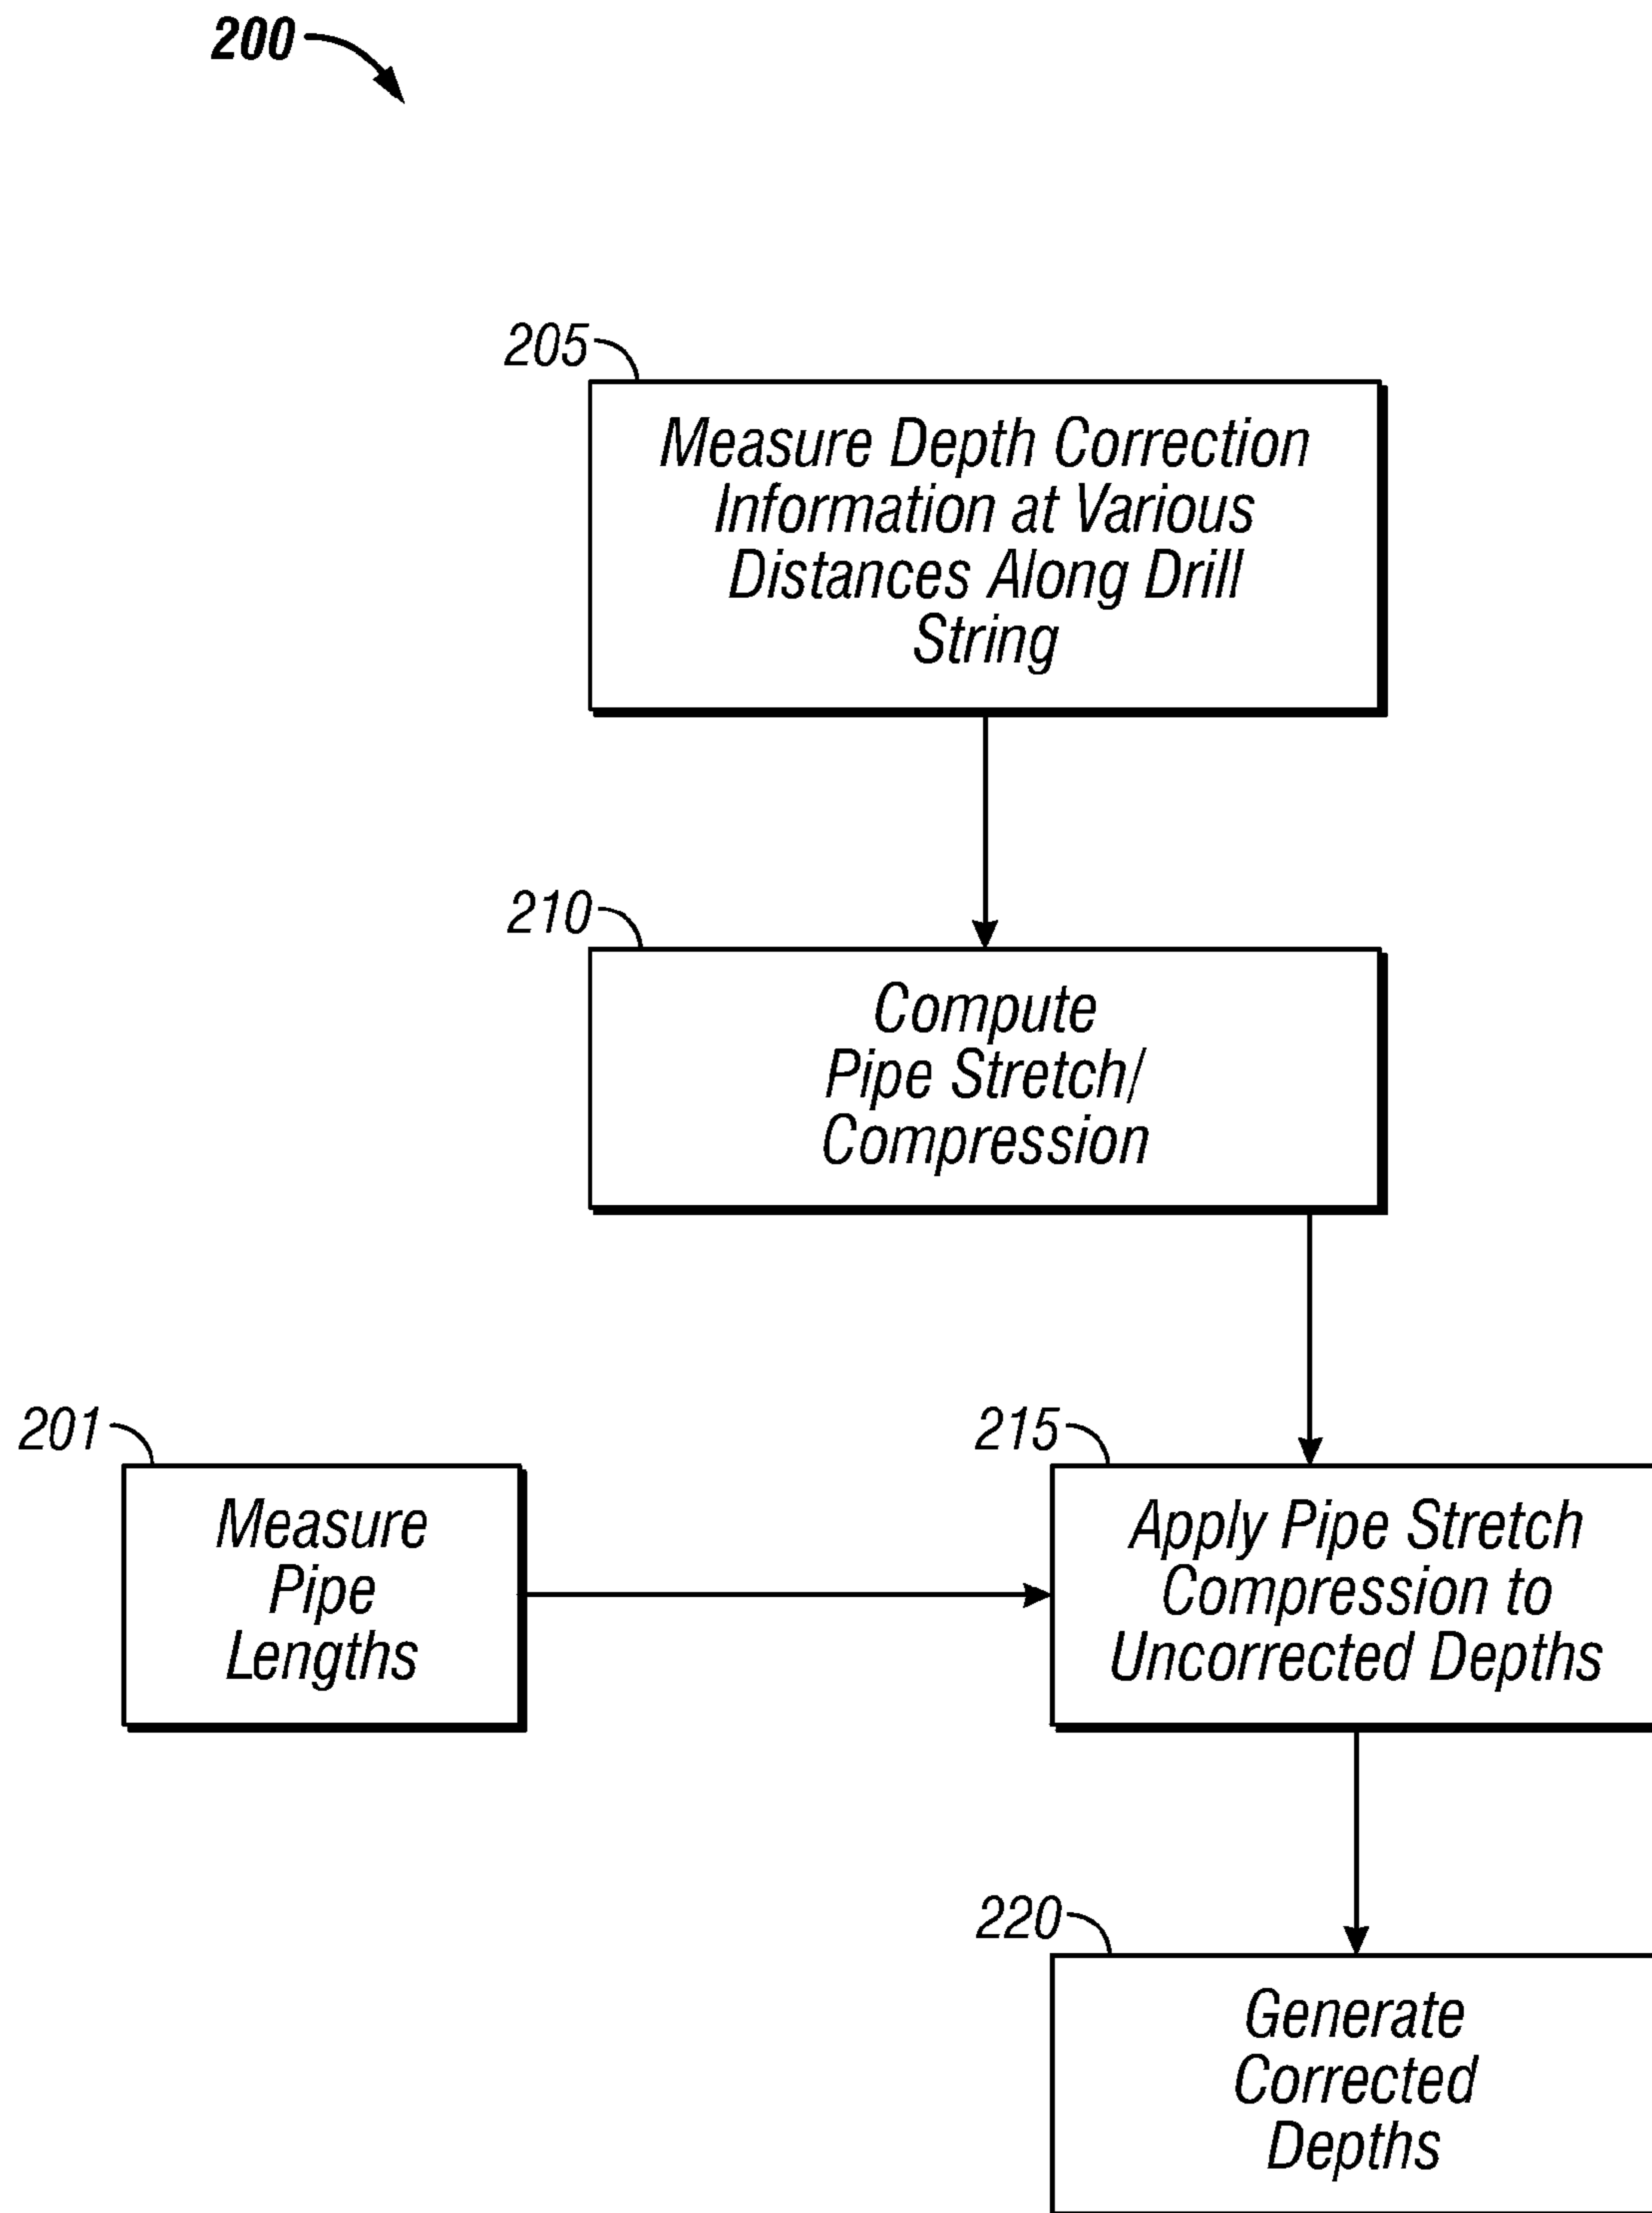 200
205
Measure Depth Correction
Information at Various
Distances Along Drill
String
210
Compute
Pipe Stretch/
Compression
201
Measure
Pipe
Lengths
215
Apply Pipe Stretch
Compression to
Uncorrected Depths
220
Generate
Corrected
Depths